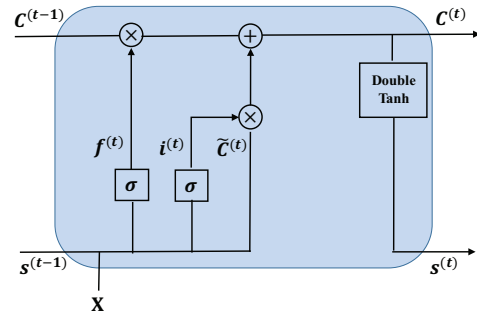 C^(t−1)
C^(t)
×
+
Double
Tanh
×
f^(t)
i^(t)
C̃^(t)
σ
σ
s^(t−1)
s^(t)
X